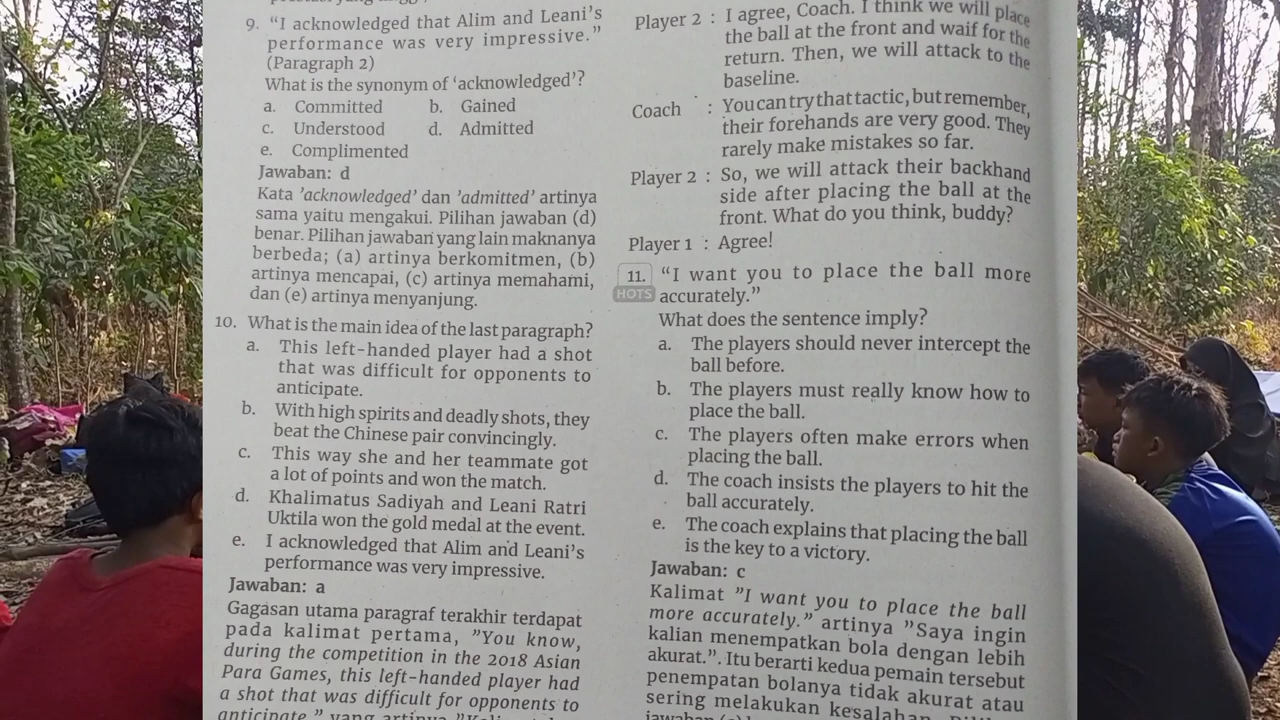 9. “I acknowledged that Alim and Leani’s
performance was very impressive.”
(Paragraph 2)
What is the synonym of ‘acknowledged’?
a. Committed b. Gained
c. Understood d. Admitted
e. Complimented
Jawaban: d
Kata ’acknowledged’ dan ’admitted’ artinya
sama yaitu mengakui. Pilihan jawaban (d)
benar. Pilihan jawaban yang lain maknanya
berbeda; (a) artinya berkomitmen, (b)
artinya mencapai, (c) artinya memahami,
dan (e) artinya menyanjung.
10. What is the main idea of the last paragraph?
a. This left-handed player had a shot
that was difficult for opponents to
anticipate.
b. With high spirits and deadly shots, they
beat the Chinese pair convincingly.
c. This way she and her teammate got
a lot of points and won the match.
d. Khalimatus Sadiyah and Leani Ratri
Uktila won the gold medal at the event.
e. I acknowledged that Alim and Leani’s
performance was very impressive.
Jawaban: a
Gagasan utama paragraf terakhir terdapat
pada kalimat pertama, ”You know,
during the competition in the 2018 Asian
Para Games, this left-handed player had
a shot that was difficult for opponents to
anticipate.” yang artinya
Player 2 : I agree, Coach. I think we will place
the ball at the front and waif for the
return. Then, we will attack to the
baseline.
Coach : You can try that tactic, but remember,
their forehands are very good. They
rarely make mistakes so far.
Player 2 : So, we will attack their backhand
side after placing the ball at the
front. What do you think, buddy?
Player 1 : Agree!
11. “I want you to place the ball more
HOTS accurately.”
What does the sentence imply?
a. The players should never intercept the
ball before.
b. The players must really know how to
place the ball.
c. The players often make errors when
placing the ball.
d. The coach insists the players to hit the
ball accurately.
e. The coach explains that placing the ball
is the key to a victory.
Jawaban: c
Kalimat ”I want you to place the ball
more accurately.” artinya ”Saya ingin
kalian menempatkan bola dengan lebih
akurat.”. Itu berarti kedua pemain tersebut
penempatan bolanya tidak akurat atau
sering melakukan kesalahan.